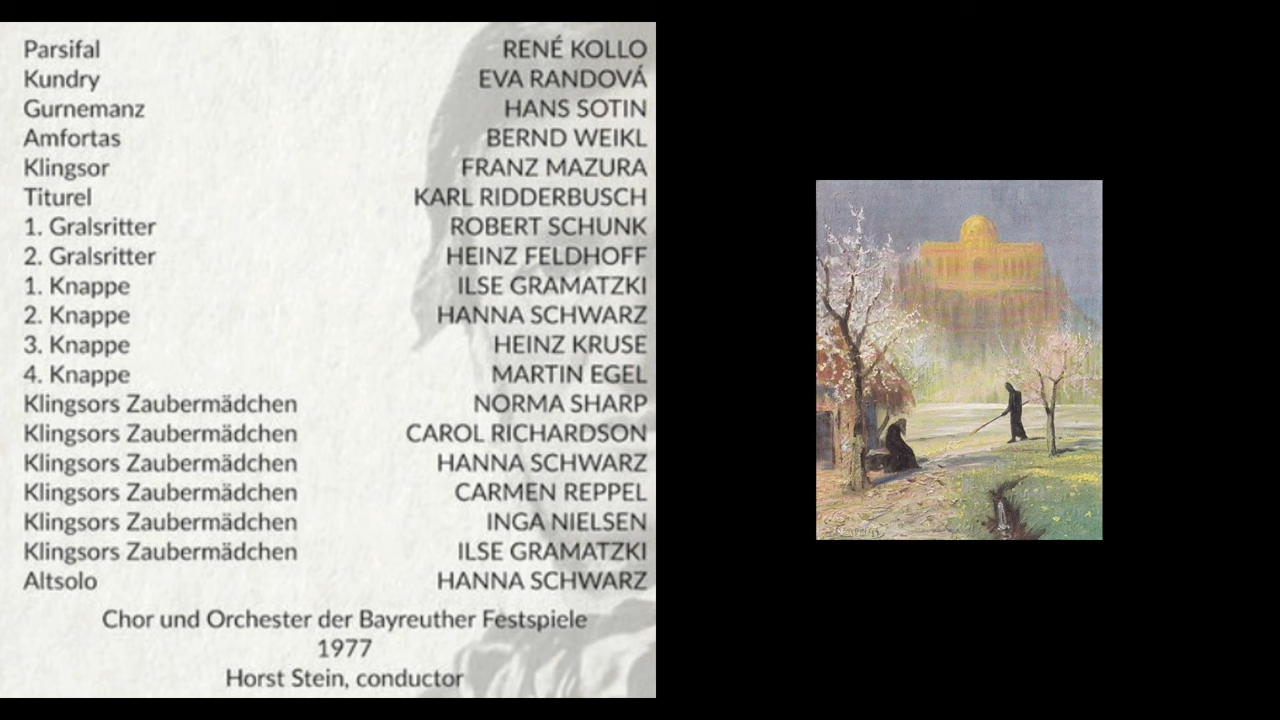 Parsifal RENÉ KOLLO
Kundry EVA RANDOVÁ
Gurnemanz HANS SOTIN
Amfortas BERND WEIKL
Klingsor FRANZ MAZURA
Titurel KARL RIDDERBUSCH
1. Gralsritter ROBERT SCHUNK
2. Gralsritter HEINZ FELDHOFF
1. Knappe ILSE GRAMATZKI
2. Knappe HANNA SCHWARZ
3. Knappe HEINZ KRUSE
4. Knappe MARTIN EGEL
Klingsors Zaubermädchen NORMA SHARP
Klingsors Zaubermädchen CAROL RICHARDSON
Klingsors Zaubermädchen HANNA SCHWARZ
Klingsors Zaubermädchen CARMEN REPPEL
Klingsors Zaubermädchen INGA NIELSEN
Klingsors Zaubermädchen ILSE GRAMATZKI
Altsolo HANNA SCHWARZ
Chor und Orchester der Bayreuther Festspiele
1977
Horst Stein, conductor